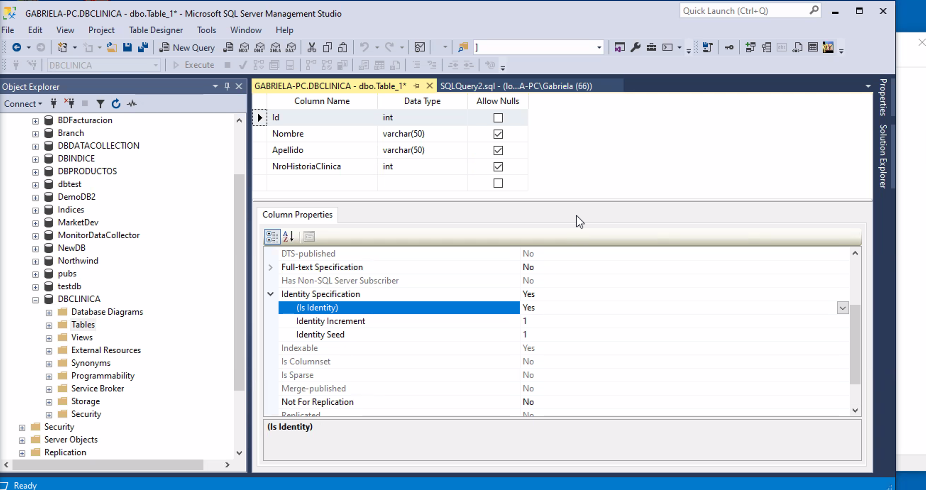 GABRIELA-PC.DBCLINICA - dbo.Table_1* - Microsoft SQL Server Management Studio
Quick Launch (Ctrl+Q)
File Edit View Project Table Designer Tools Window Help
New Query
]
DBCLINICA
Execute
Object Explorer
Connect
BDFacturacion
Branch
DBDATACOLLECTION
DBINDICE
DBPRODUCTOS
dbtest
DemoDB2
Indices
MarketDev
MonitorDataCollector
NewDB
Northwind
pubs
testdb
DBCLINICA
Database Diagrams
Tables
Views
External Resources
Synonyms
Programmability
Service Broker
Storage
Security
Security
Server Objects
Replication
GABRIELA-PC.DBCLINICA - dbo.Table_1*
SQLQuery2.sql - (lo...A-PC\Gabriela (66))
Column Name Data Type Allow Nulls
Id int
Nombre varchar(50)
Apellido varchar(50)
NroHistoriaClinica int
Column Properties
DTS-published No
Full-text Specification No
Has Non-SQL Server Subscriber No
Identity Specification Yes
(Is Identity) Yes
Identity Increment 1
Identity Seed 1
Indexable Yes
Is Columnset No
Is Sparse No
Merge-published No
Not For Replication No
Replicated No
(Is Identity)
Properties
Solution Explorer
Ready